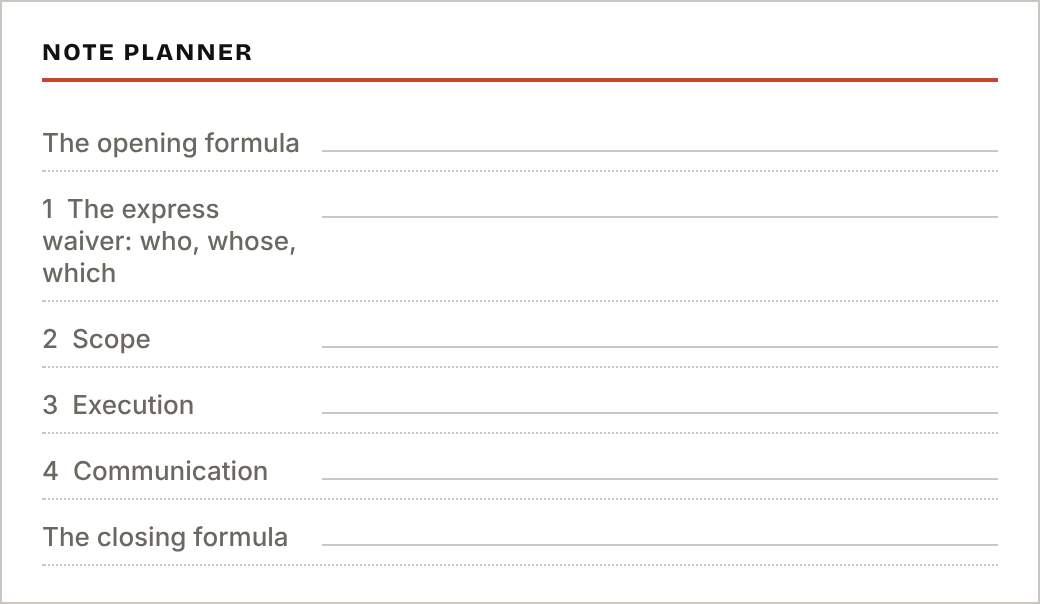 NOTE PLANNER
The opening formula
1 The express
waiver: who, whose,
which
2 Scope
3 Execution
4 Communication
The closing formula